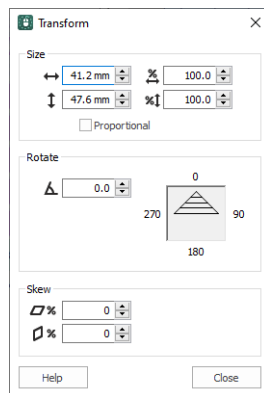 Transform
Size
41.2 mm % 100.0
47.6 mm % 100.0
Proportional
Rotate
0.0
0
270 90
180
Skew
% 0
% 0
Help Close